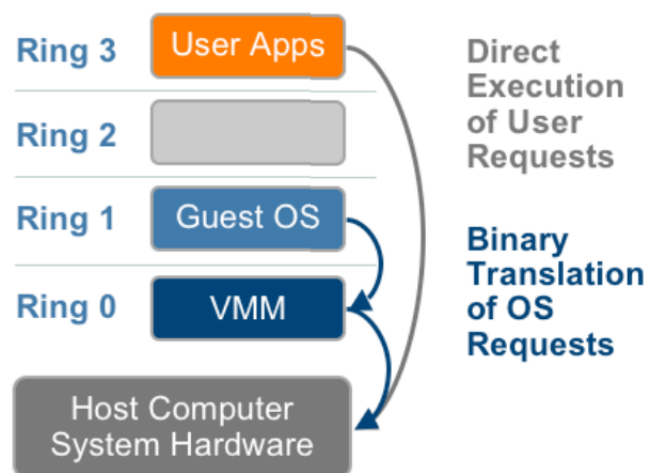 Ring 3
User Apps
Direct
Execution
of User
Requests
Ring 2
Ring 1
Guest OS
Binary
Translation
of OS
Requests
Ring 0
VMM
Host Computer
System Hardware